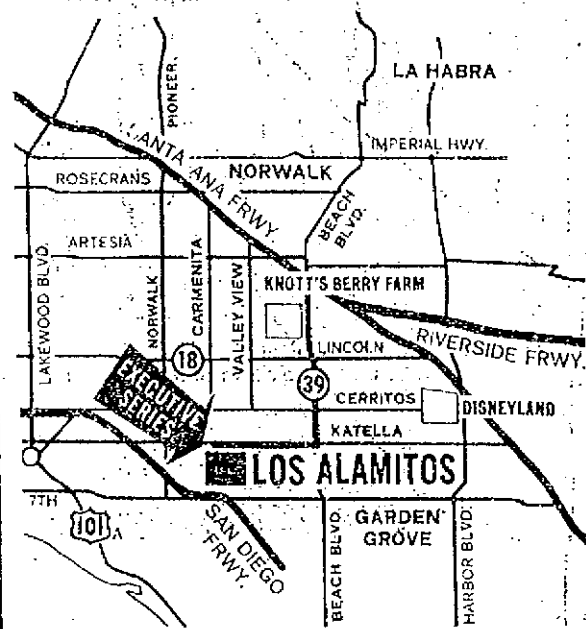 LA HABRA
PIONEER
SANTA ANA FRWY
IMPERIAL HWY.
ROSECRANS
NORWALK
BEACH
BLVD.
ARTESIA
LAKEWOOD BLVD.
NORWALK
CARMENITA
VALLEY VIEW
KNOTT'S BERRY FARM
18
LINCOLN
RIVERSIDE FRWY.
39
EXECUTIVE
SERIES
CERRITOS
DISNEYLAND
KATELLA
LOS ALAMITOS
7TH
101 A
SAN DIEGO
FRWY.
BEACH BLVD.
GARDEN
GROVE
HARBOR BLVD.